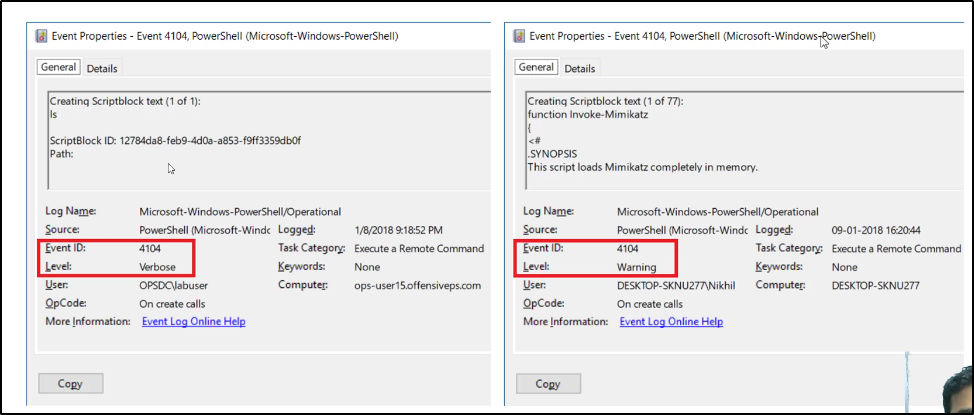 Event Properties - Event 4104, PowerShell (Microsoft-Windows-PowerShell)
General Details
Creating Scriptblock text (1 of 1):
ls
ScriptBlock ID: 12784da8-feb9-4d0a-a853-f9ff3359db0f
Path:
Log Name: Microsoft-Windows-PowerShell/Operational
Source: PowerShell (Microsoft-Windc Logged: 1/8/2018 9:18:52 PM
Event ID: 4104 Task Category: Execute a Remote Command
Level: Verbose Keywords: None
User: OPSDC\labuser Computer: ops-user15.offensiveps.com
OpCode: On create calls
More Information: Event Log Online Help
Copy
Event Properties - Event 4104, PowerShell (Microsoft-Windows-PowerShell)
General Details
Creating Scriptblock text (1 of 77):
function Invoke-Mimikatz
{
<#
.SYNOPSIS
This script loads Mimikatz completely in memory.
Log Name: Microsoft-Windows-PowerShell/Operational
Source: PowerShell (Microsoft-Windc Logged: 09-01-2018 16:20:44
Event ID: 4104 Task Category: Execute a Remote Command
Level: Warning Keywords: None
User: DESKTOP-SKNU277\Nikhil Computer: DESKTOP-SKNU277
OpCode: On create calls
More Information: Event Log Online Help
Copy